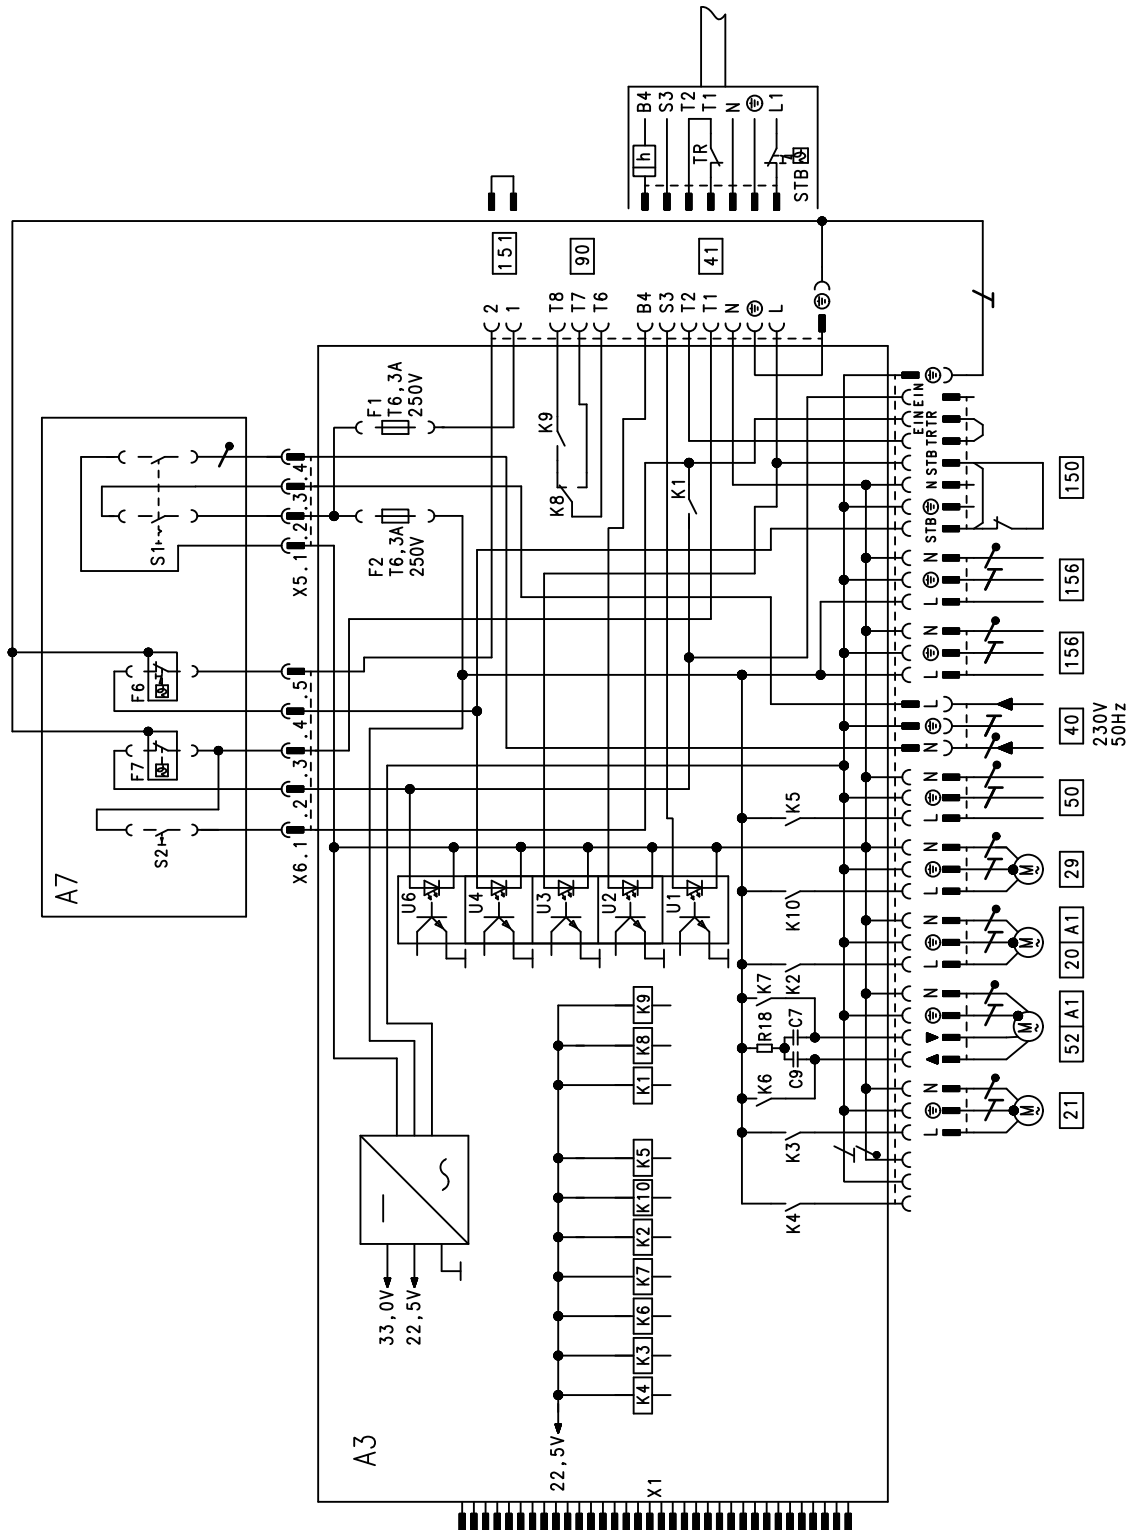 B4
S3
T2
T1
N
L1
h
TR
STB
151
90
41
2
1
T8
T7
T6
B4
S3
T2
T1
N
L
A7
S1
F6
F7
S2
X5.1 .2 .3 .4
X6.1 .2 .3 .4 .5
F1
T6,3A
250V
F2
T6,3A
250V
K9
K8
K1
EIN
EIN
TR
TR
STB
N
STB
150
N
L
156
N
L
156
L
N
40
230V
50Hz
N
L
50
K5
N
L
29
M~
K10
N
L
20 A1
M~
K2
K7
R18
C7
C9
K6
N
52 A1
M~
N
L
21
M~
K3
K4
U6
U4
U3
U2
U1
K9
K8
K1
K5
K10
K2
K7
K6
K3
K4
33,0V
22,5V
22,5V
A3
X1